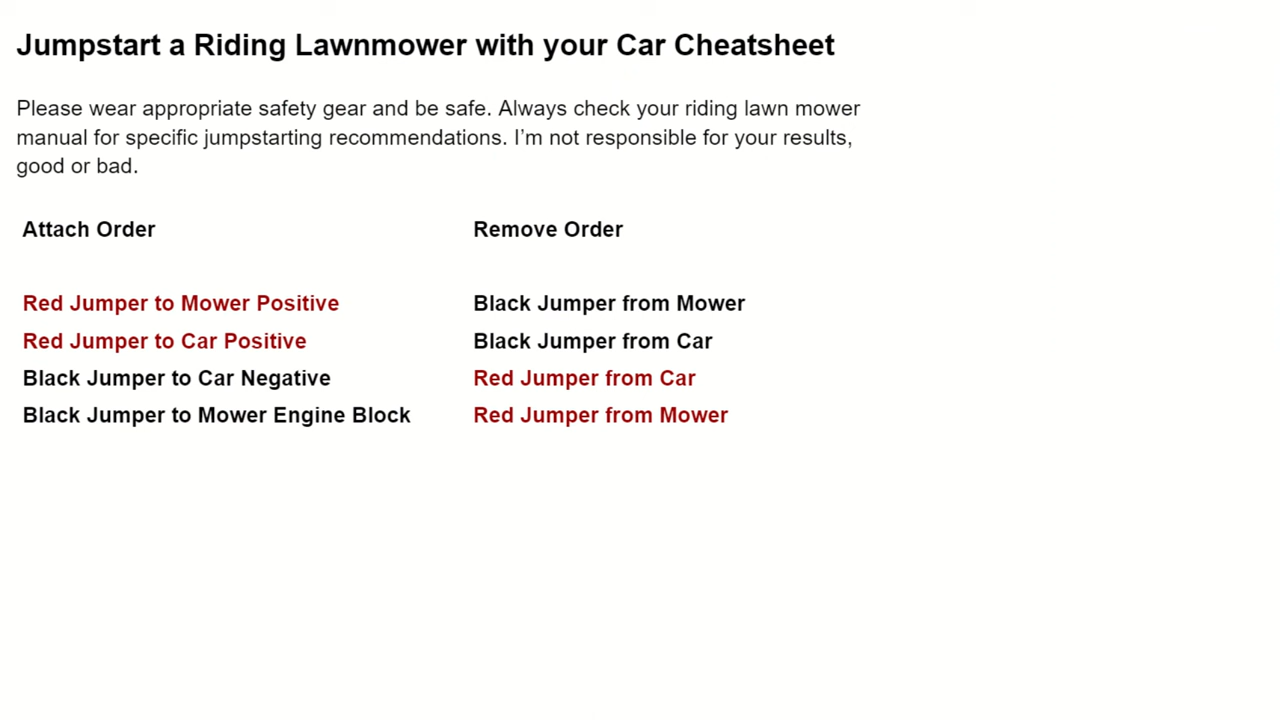 Jumpstart a Riding Lawnmower with your Car Cheatsheet
Please wear appropriate safety gear and be safe. Always check your riding lawn mower
manual for specific jumpstarting recommendations. I’m not responsible for your results,
good or bad.
Attach Order
Red Jumper to Mower Positive
Red Jumper to Car Positive
Black Jumper to Car Negative
Black Jumper to Mower Engine Block
Remove Order
Black Jumper from Mower
Black Jumper from Car
Red Jumper from Car
Red Jumper from Mower